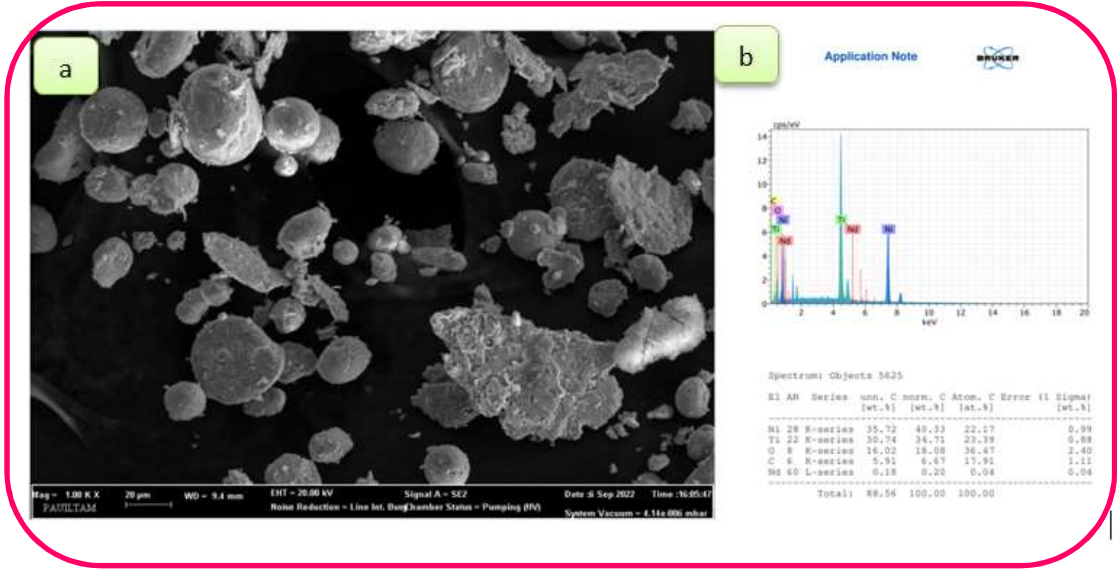 a
Mag = 1.00 K X
20 µm
WD = 9.4 mm
EHT = 20.00 kV
Signal A = SE2
Date :6 Sep 2022
Time :16:05:47
PAUILTAM
Noise Reduction = Line Int. Busy
Chamber Status = Pumping (HV)
System Vacuum = 4.14e-006 mbar
b
Application Note
BRUKER
cps/eV
14
12
10
8
6
4
2
0
C
O
Ni
Ti
Nd
Ti
Nd
Ni
2 4 6 8 10 12 14 16 18 20
keV
Spectrum: Objects 5625
El AN Series unn. C norm. C Atom. C Error (1 Sigma)
[wt.%] [wt.%] [at.%] [wt.%]
Ni 28 K-series 35.72 40.33 22.17 0.99
Ti 22 K-series 30.74 34.71 23.39 0.88
O 8 K-series 16.02 18.08 36.47 2.40
C 6 K-series 5.91 6.67 17.91 1.11
Nd 60 L-series 0.18 0.20 0.04 0.04
Total: 88.56 100.00 100.00